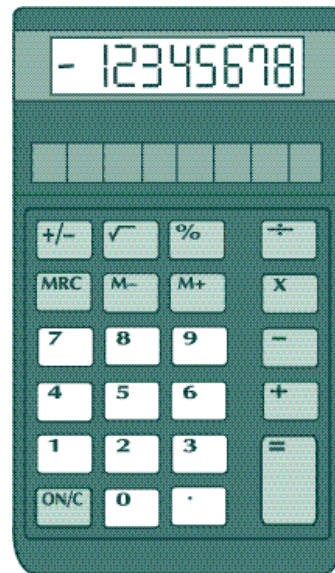 - 12345678
+/- √ % ÷
MRC M- M+ X
7 8 9 -
4 5 6 +
1 2 3 =
ON/C 0 .